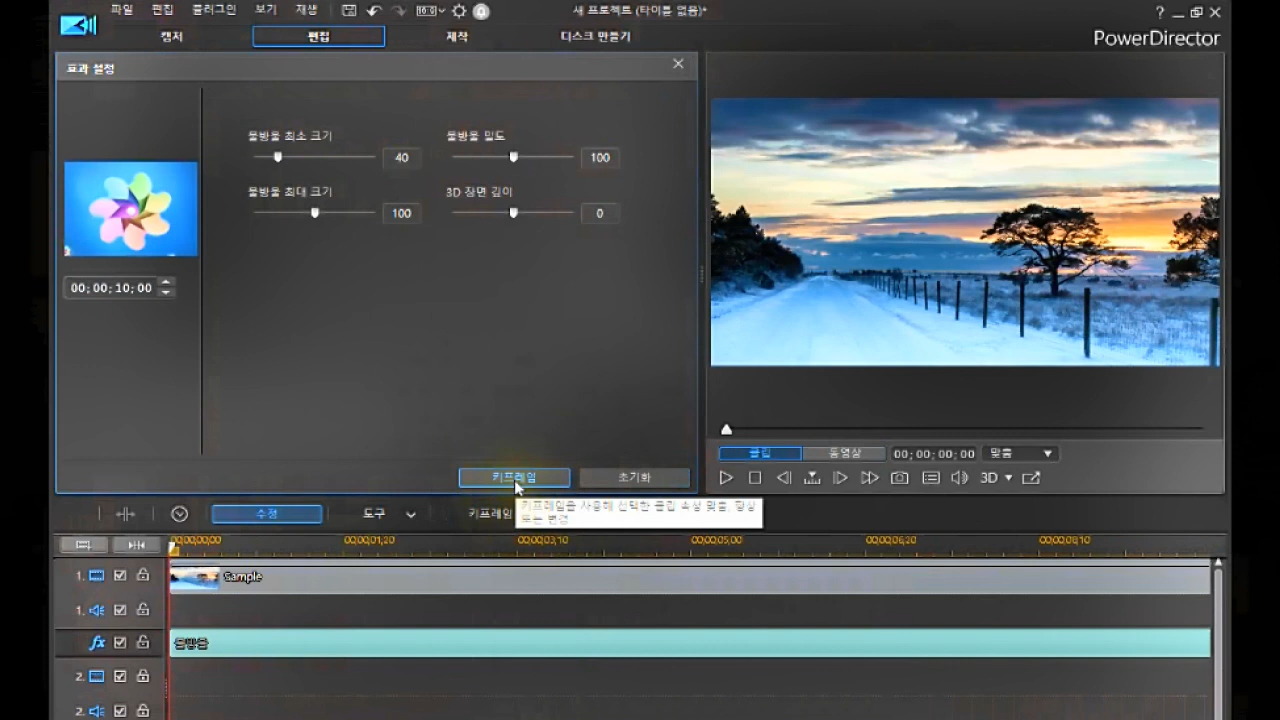 파일 편집 플러그인 보기 재생
새 프로젝트 (타이틀 없음)*
?
캡처 편집 제작 디스크 만들기
PowerDirector
효과 설정
물방울 최소 크기
40
물방울 밀도
100
물방울 최대 크기
100
3D 장면 깊이
0
00;00;10;00
키프레임 초기화
클립 동영상 00;00;00;00 맞춤
3D
수정 도구 키프레임
키프레임을 사용해 선택한 클립 속성 맞춤, 향상
또는 변경
00;00;00;00 00;00;01;20 00;00;03;10 00;00;05;00 00;00;06;20 00;00;08;10
1. Sample
1.
fx 물방울
2.
2.